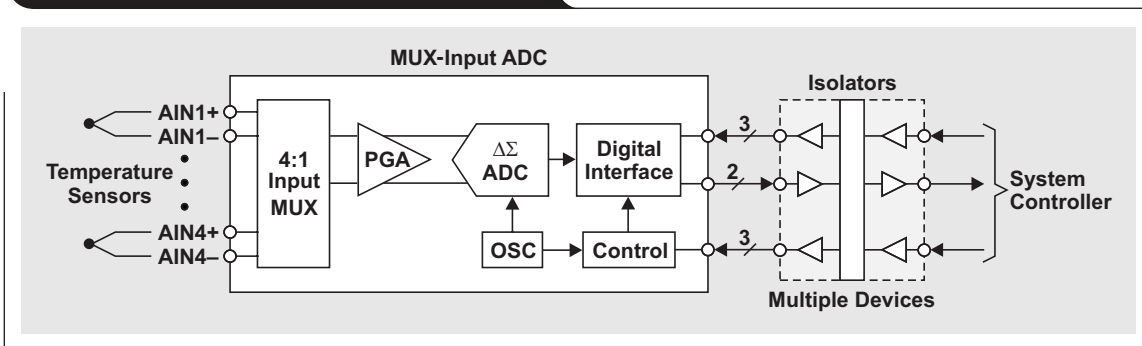 MUX-Input ADC
Isolators
AIN1+
AIN1–
Temperature
Sensors
AIN4+
AIN4–
4:1
Input
MUX
PGA
ΔΣ
ADC
Digital
Interface
OSC
Control
3
2
3
System
Controller
Multiple Devices